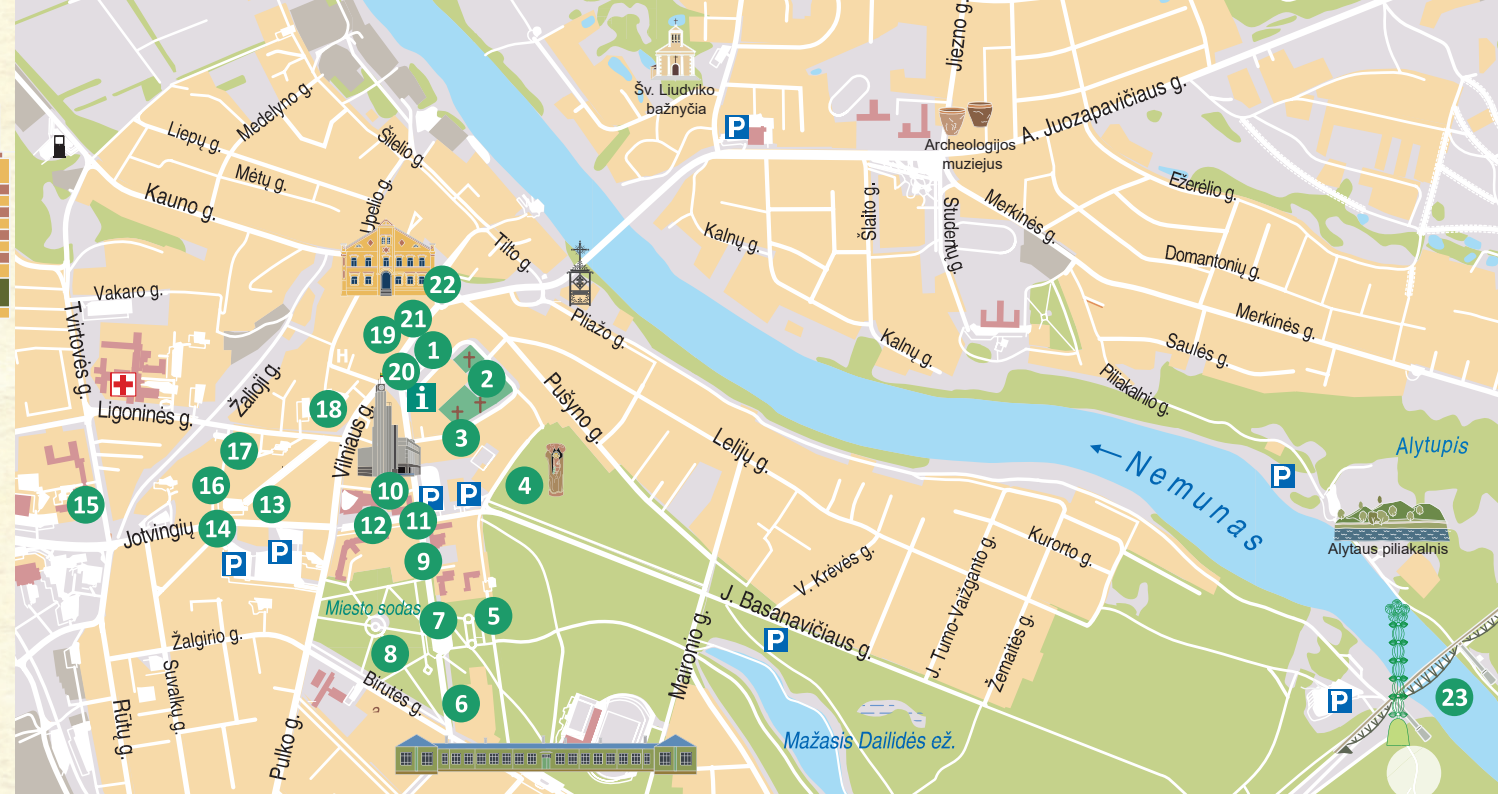 Jiezno g.
Šv. Liudviko
bažnyčia
P
A. Juozapavičiaus g.
Archeologijos
muziejus
Medelyno g.
Liepų g.
Šilelio g.
Mėtų g.
Kauno g.
Upelio g.
Tilto g.
Kalnų g.
Šlaito g.
Studentų g.
Merkinės g.
Ežerėlio g.
Domantonių g.
Merkinės g.
Saulės g.
Kalnų g.
Piliakalnio g.
Vakaro g.
Tvirtovės g.
22
21
19
1
20
2
i
Pliažo g.
H
Žalioji g.
Ligoninės g.
18
Vilniaus g.
3
Pušyno g.
Lelijų g.
Nemunas
Alytupis
P
Alytaus piliakalnis
17
16
15
13
14
Jotvingių
P
P
10
P
P
4
12
11
9
V. Krėvės g.
Kurorto g.
J. Tumo-Vaižganto g.
Žemaitės g.
J. Basanavičiaus g.
P
Maironio g.
Miesto sodas
7
5
8
6
Birutės g.
Žalgirio g.
Suvalkų g.
Rūtų g.
Pulko g.
Mažasis Dailidės ež.
P
23